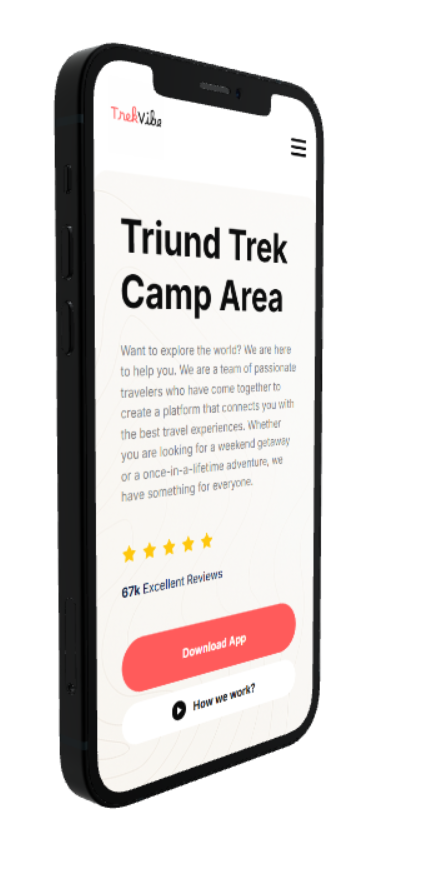 TrekVibe
Triund Trek
Camp Area
Want to explore the world? We are here
to help you. We are a team of passionate
travelers who have come together to
create a platform that connects you with
the best travel experiences. Whether
you are looking for a weekend getaway
or a once-in-a-lifetime adventure, we
have something for everyone.
67k Excellent Reviews
Download App
How we work?